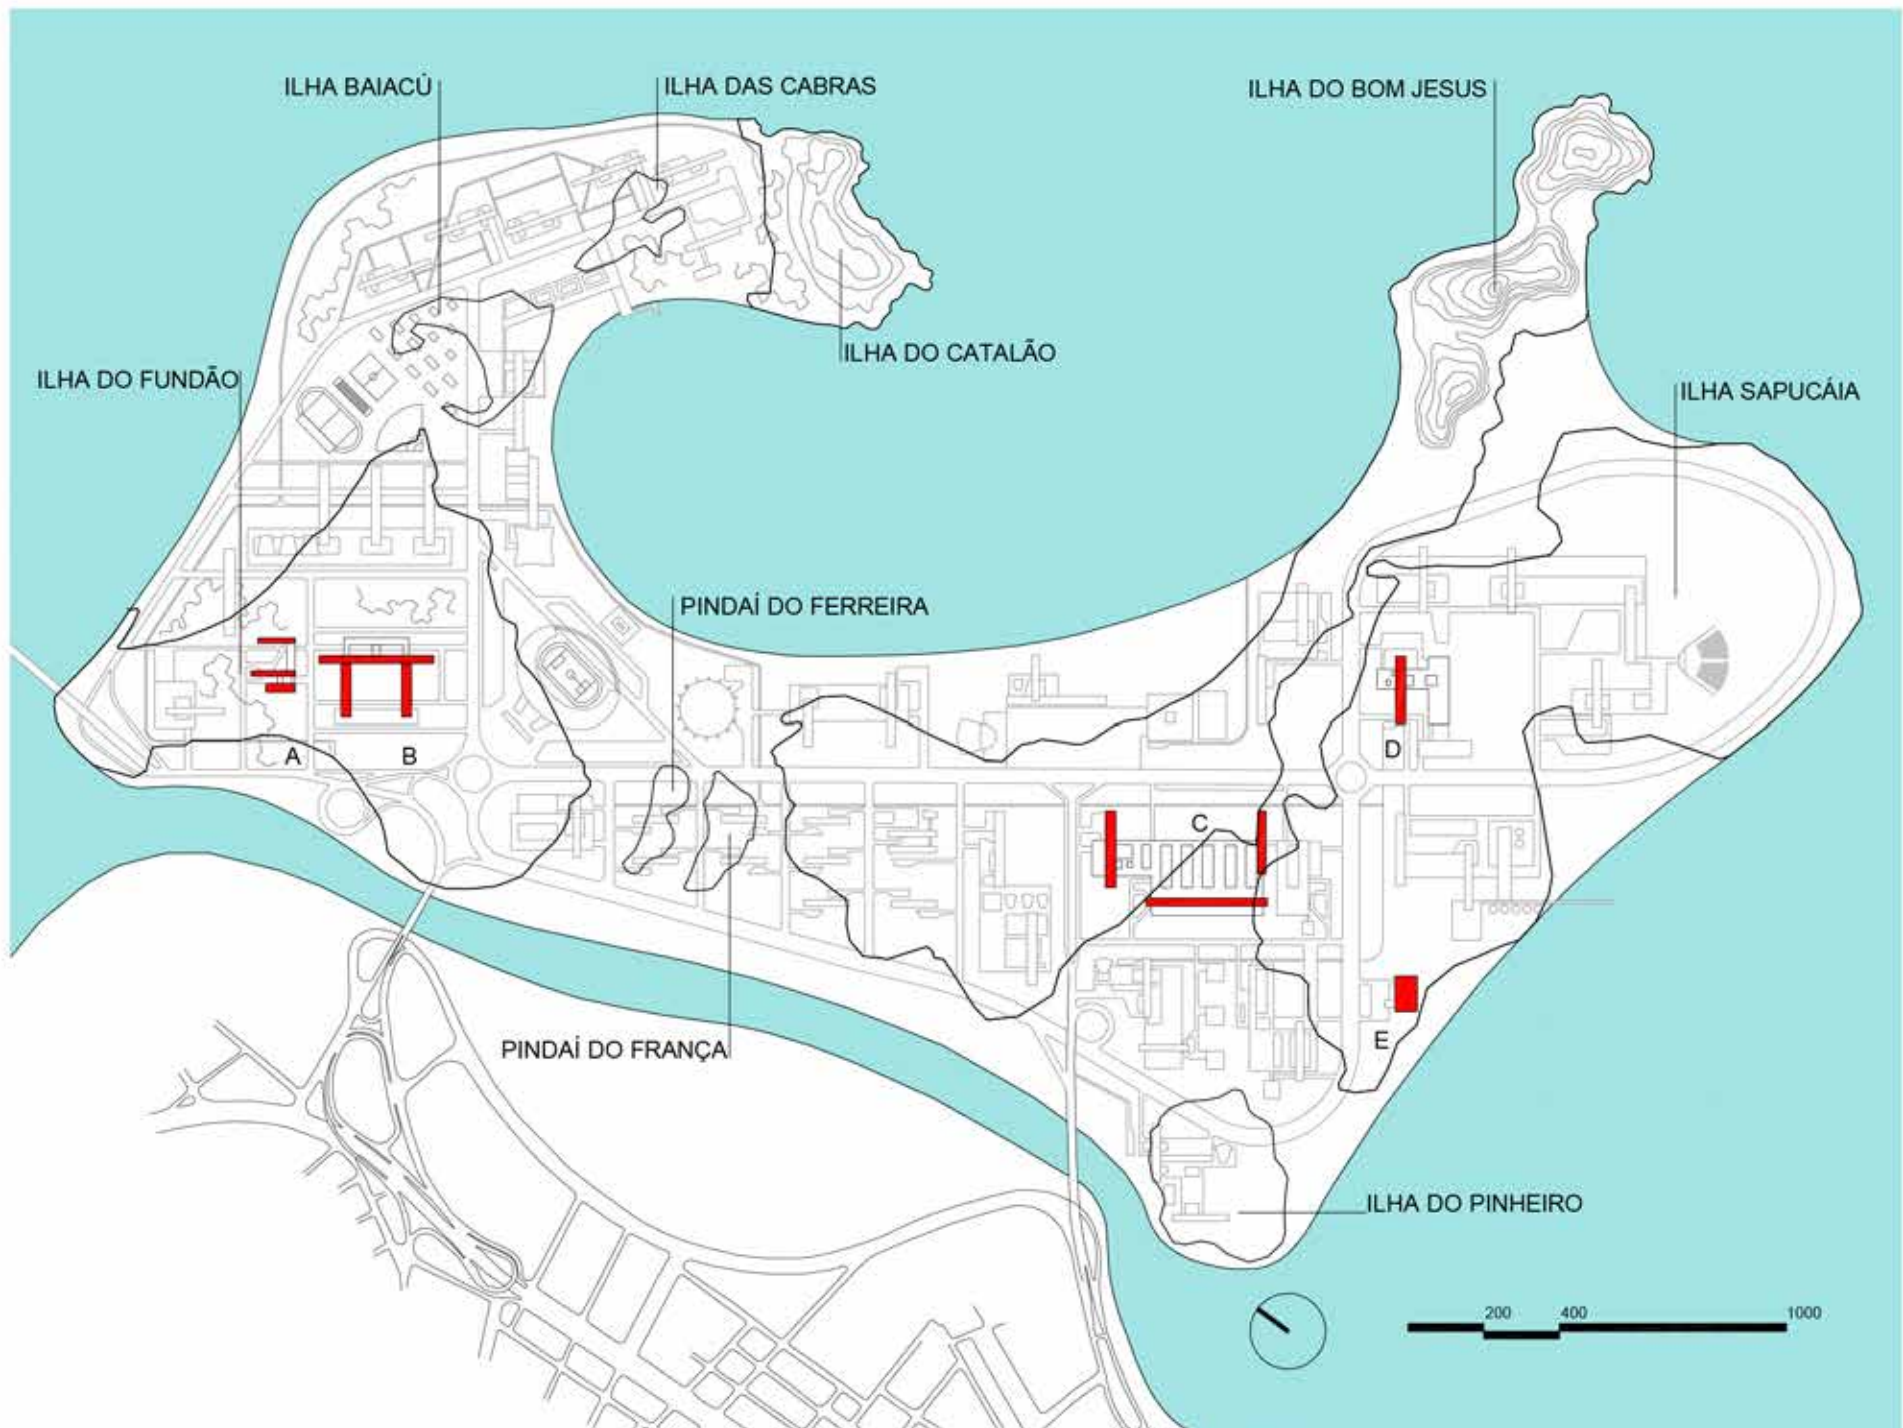 ILHA BAIACÚ
ILHA DAS CABRAS
ILHA DO BOM JESUS
ILHA DO CATALÃO
ILHA DO FUNDÃO
ILHA SAPUCÁIA
PINDAÍ DO FERREIRA
A
B
D
C
E
PINDAÍ DO FRANÇA
ILHA DO PINHEIRO
200
400
1000